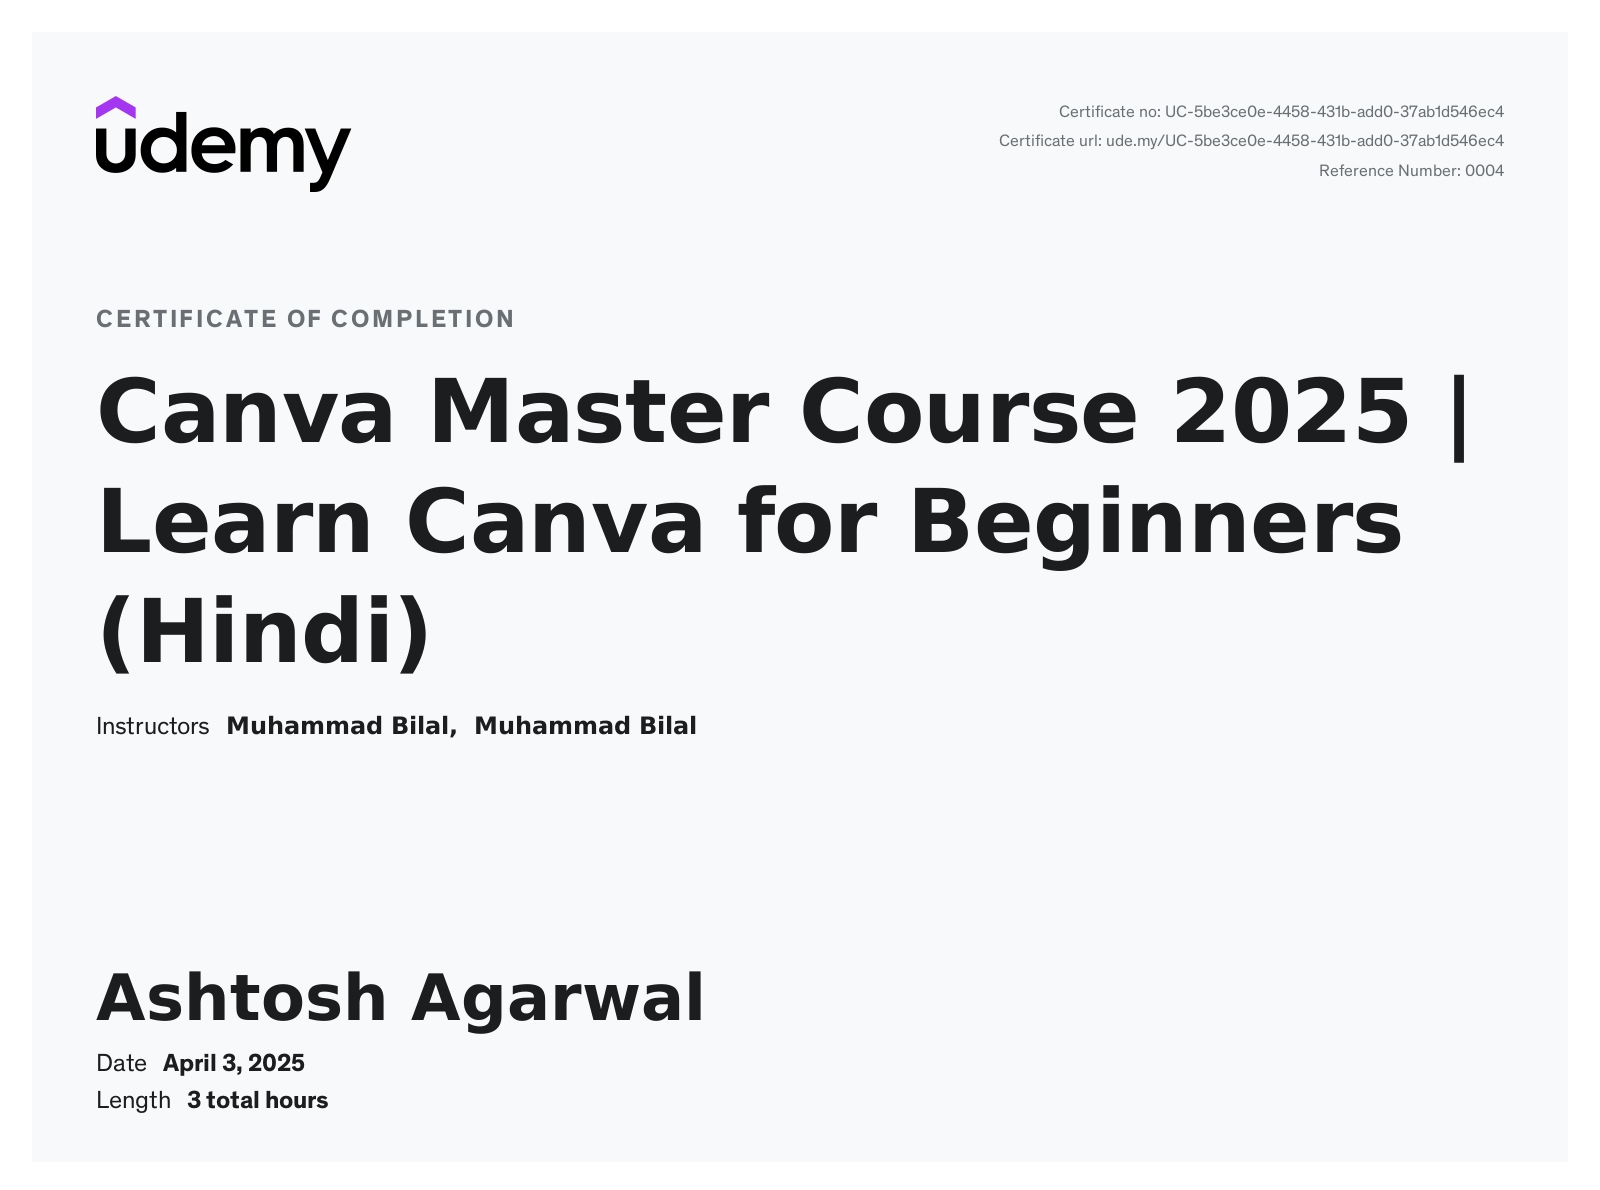 udemy
Certificate no: UC-5be3ce0e-4458-431b-add0-37ab1d546ec4
Certificate url: ude.my/UC-5be3ce0e-4458-431b-add0-37ab1d546ec4
Reference Number: 0004
CERTIFICATE OF COMPLETION
Canva Master Course 2025 |
Learn Canva for Beginners
(Hindi)
Instructors Muhammad Bilal, Muhammad Bilal
Ashtosh Agarwal
Date April 3, 2025
Length 3 total hours